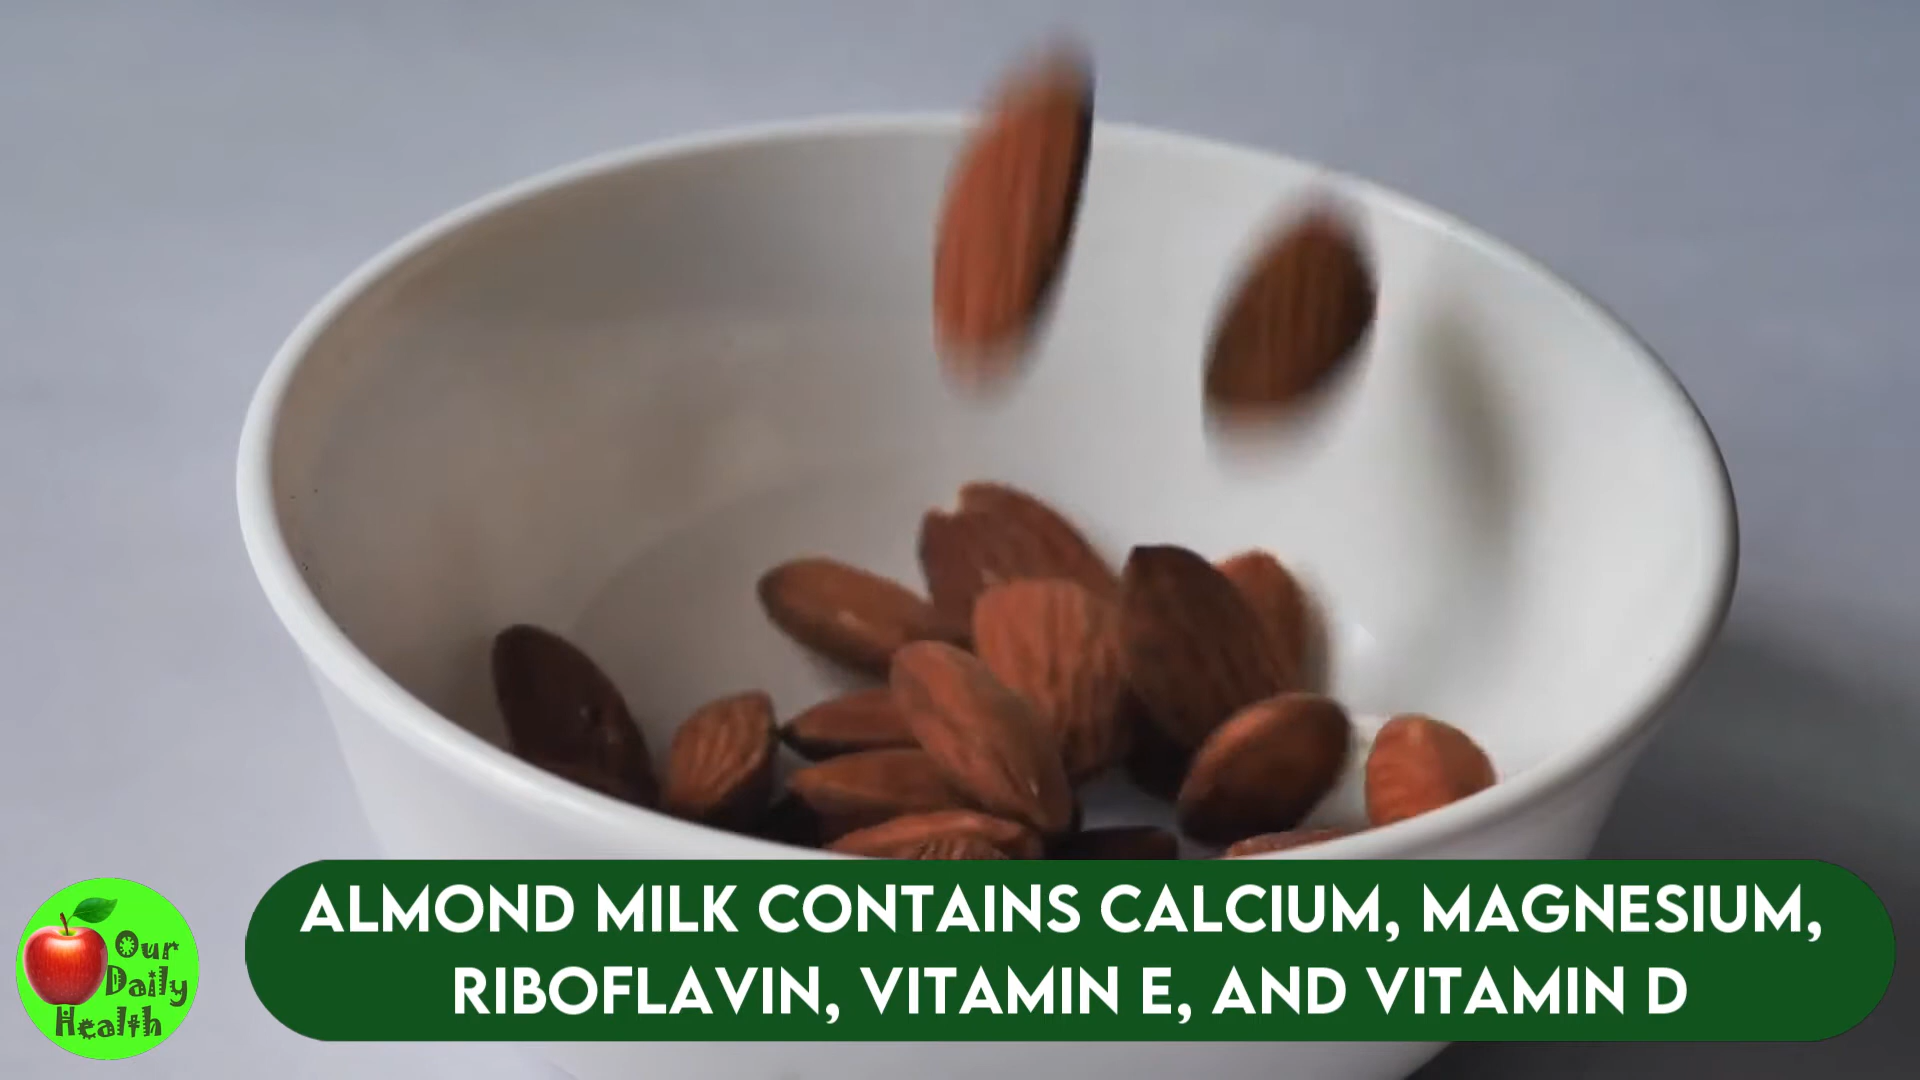 ALMOND MILK CONTAINS CALCIUM, MAGNESIUM,
RIBOFLAVIN, VITAMIN E, AND VITAMIN D
Our
Daily
Health